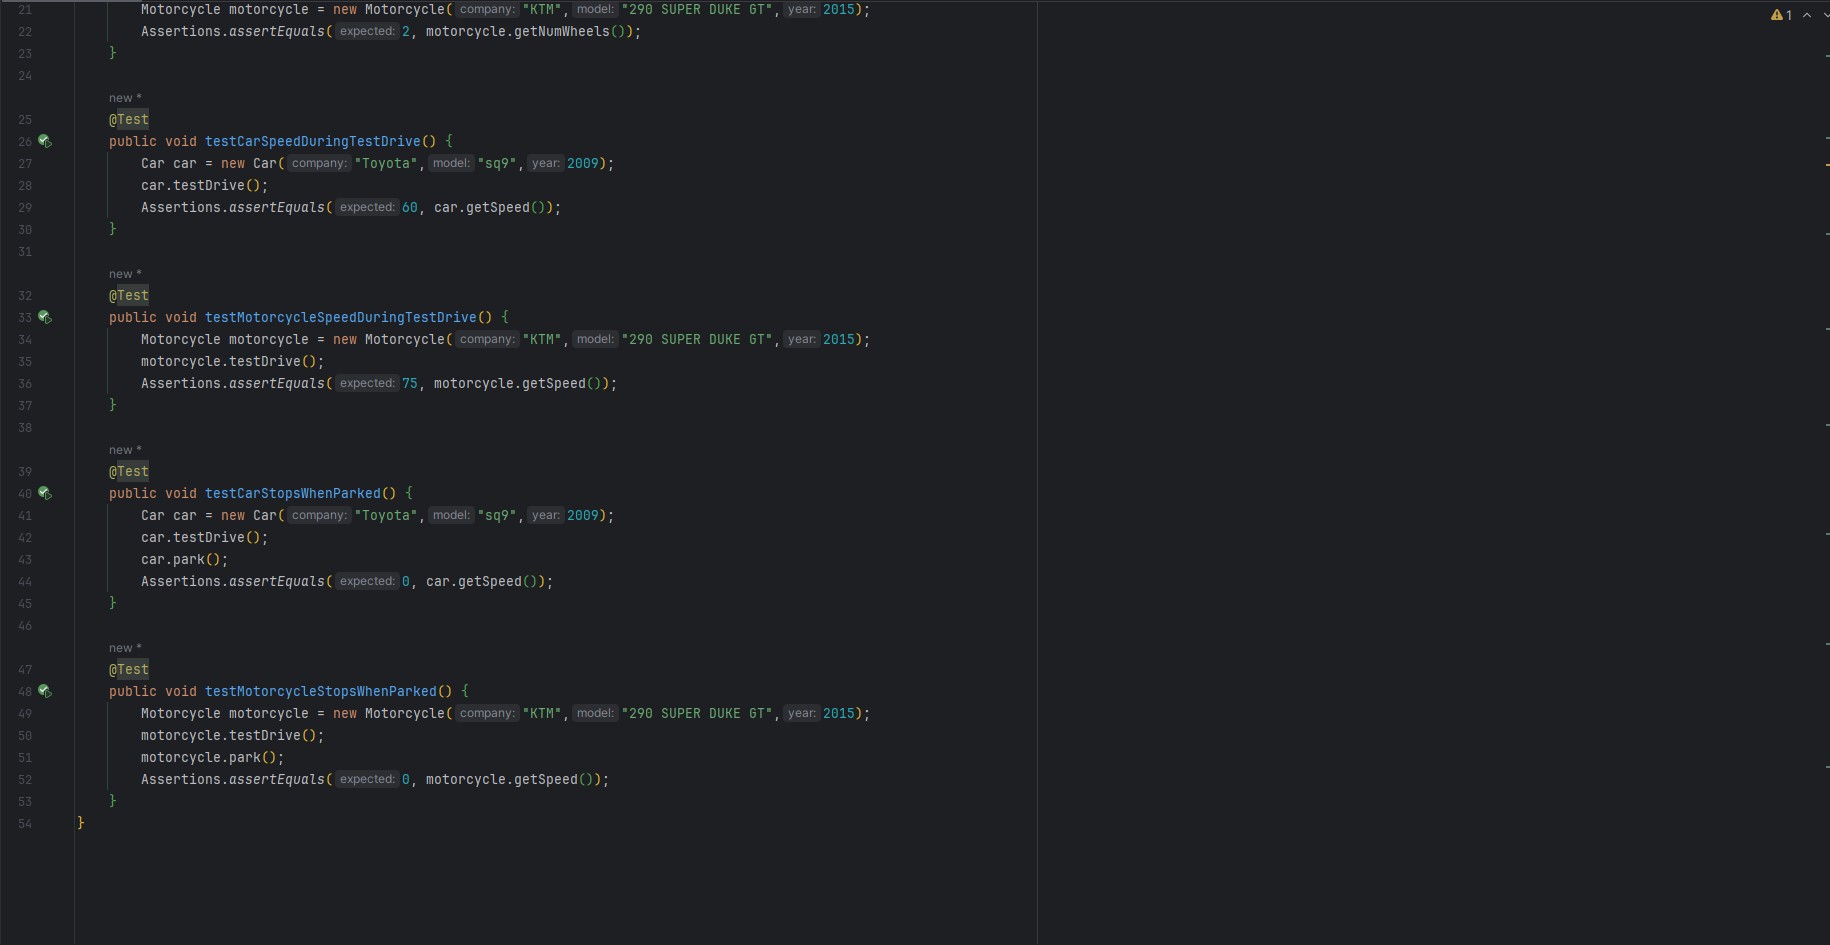 21 Motorcycle motorcycle = new Motorcycle( company: "KTM", model: "290 SUPER DUKE GT", year: 2015);
22 Assertions.assertEquals( expected: 2, motorcycle.getNumWheels());
23 }
24
new *
25 @Test
26 public void testCarSpeedDuringTestDrive() {
27 Car car = new Car( company: "Toyota", model: "sq9", year: 2009);
28 car.testDrive();
29 Assertions.assertEquals( expected: 60, car.getSpeed());
30 }
31
new *
32 @Test
33 public void testMotorcycleSpeedDuringTestDrive() {
34 Motorcycle motorcycle = new Motorcycle( company: "KTM", model: "290 SUPER DUKE GT", year: 2015);
35 motorcycle.testDrive();
36 Assertions.assertEquals( expected: 75, motorcycle.getSpeed());
37 }
38
new *
39 @Test
40 public void testCarStopsWhenParked() {
41 Car car = new Car( company: "Toyota", model: "sq9", year: 2009);
42 car.testDrive();
43 car.park();
44 Assertions.assertEquals( expected: 0, car.getSpeed());
45 }
46
new *
47 @Test
48 public void testMotorcycleStopsWhenParked() {
49 Motorcycle motorcycle = new Motorcycle( company: "KTM", model: "290 SUPER DUKE GT", year: 2015);
50 motorcycle.testDrive();
51 motorcycle.park();
52 Assertions.assertEquals( expected: 0, motorcycle.getSpeed());
53 }
54 }
1